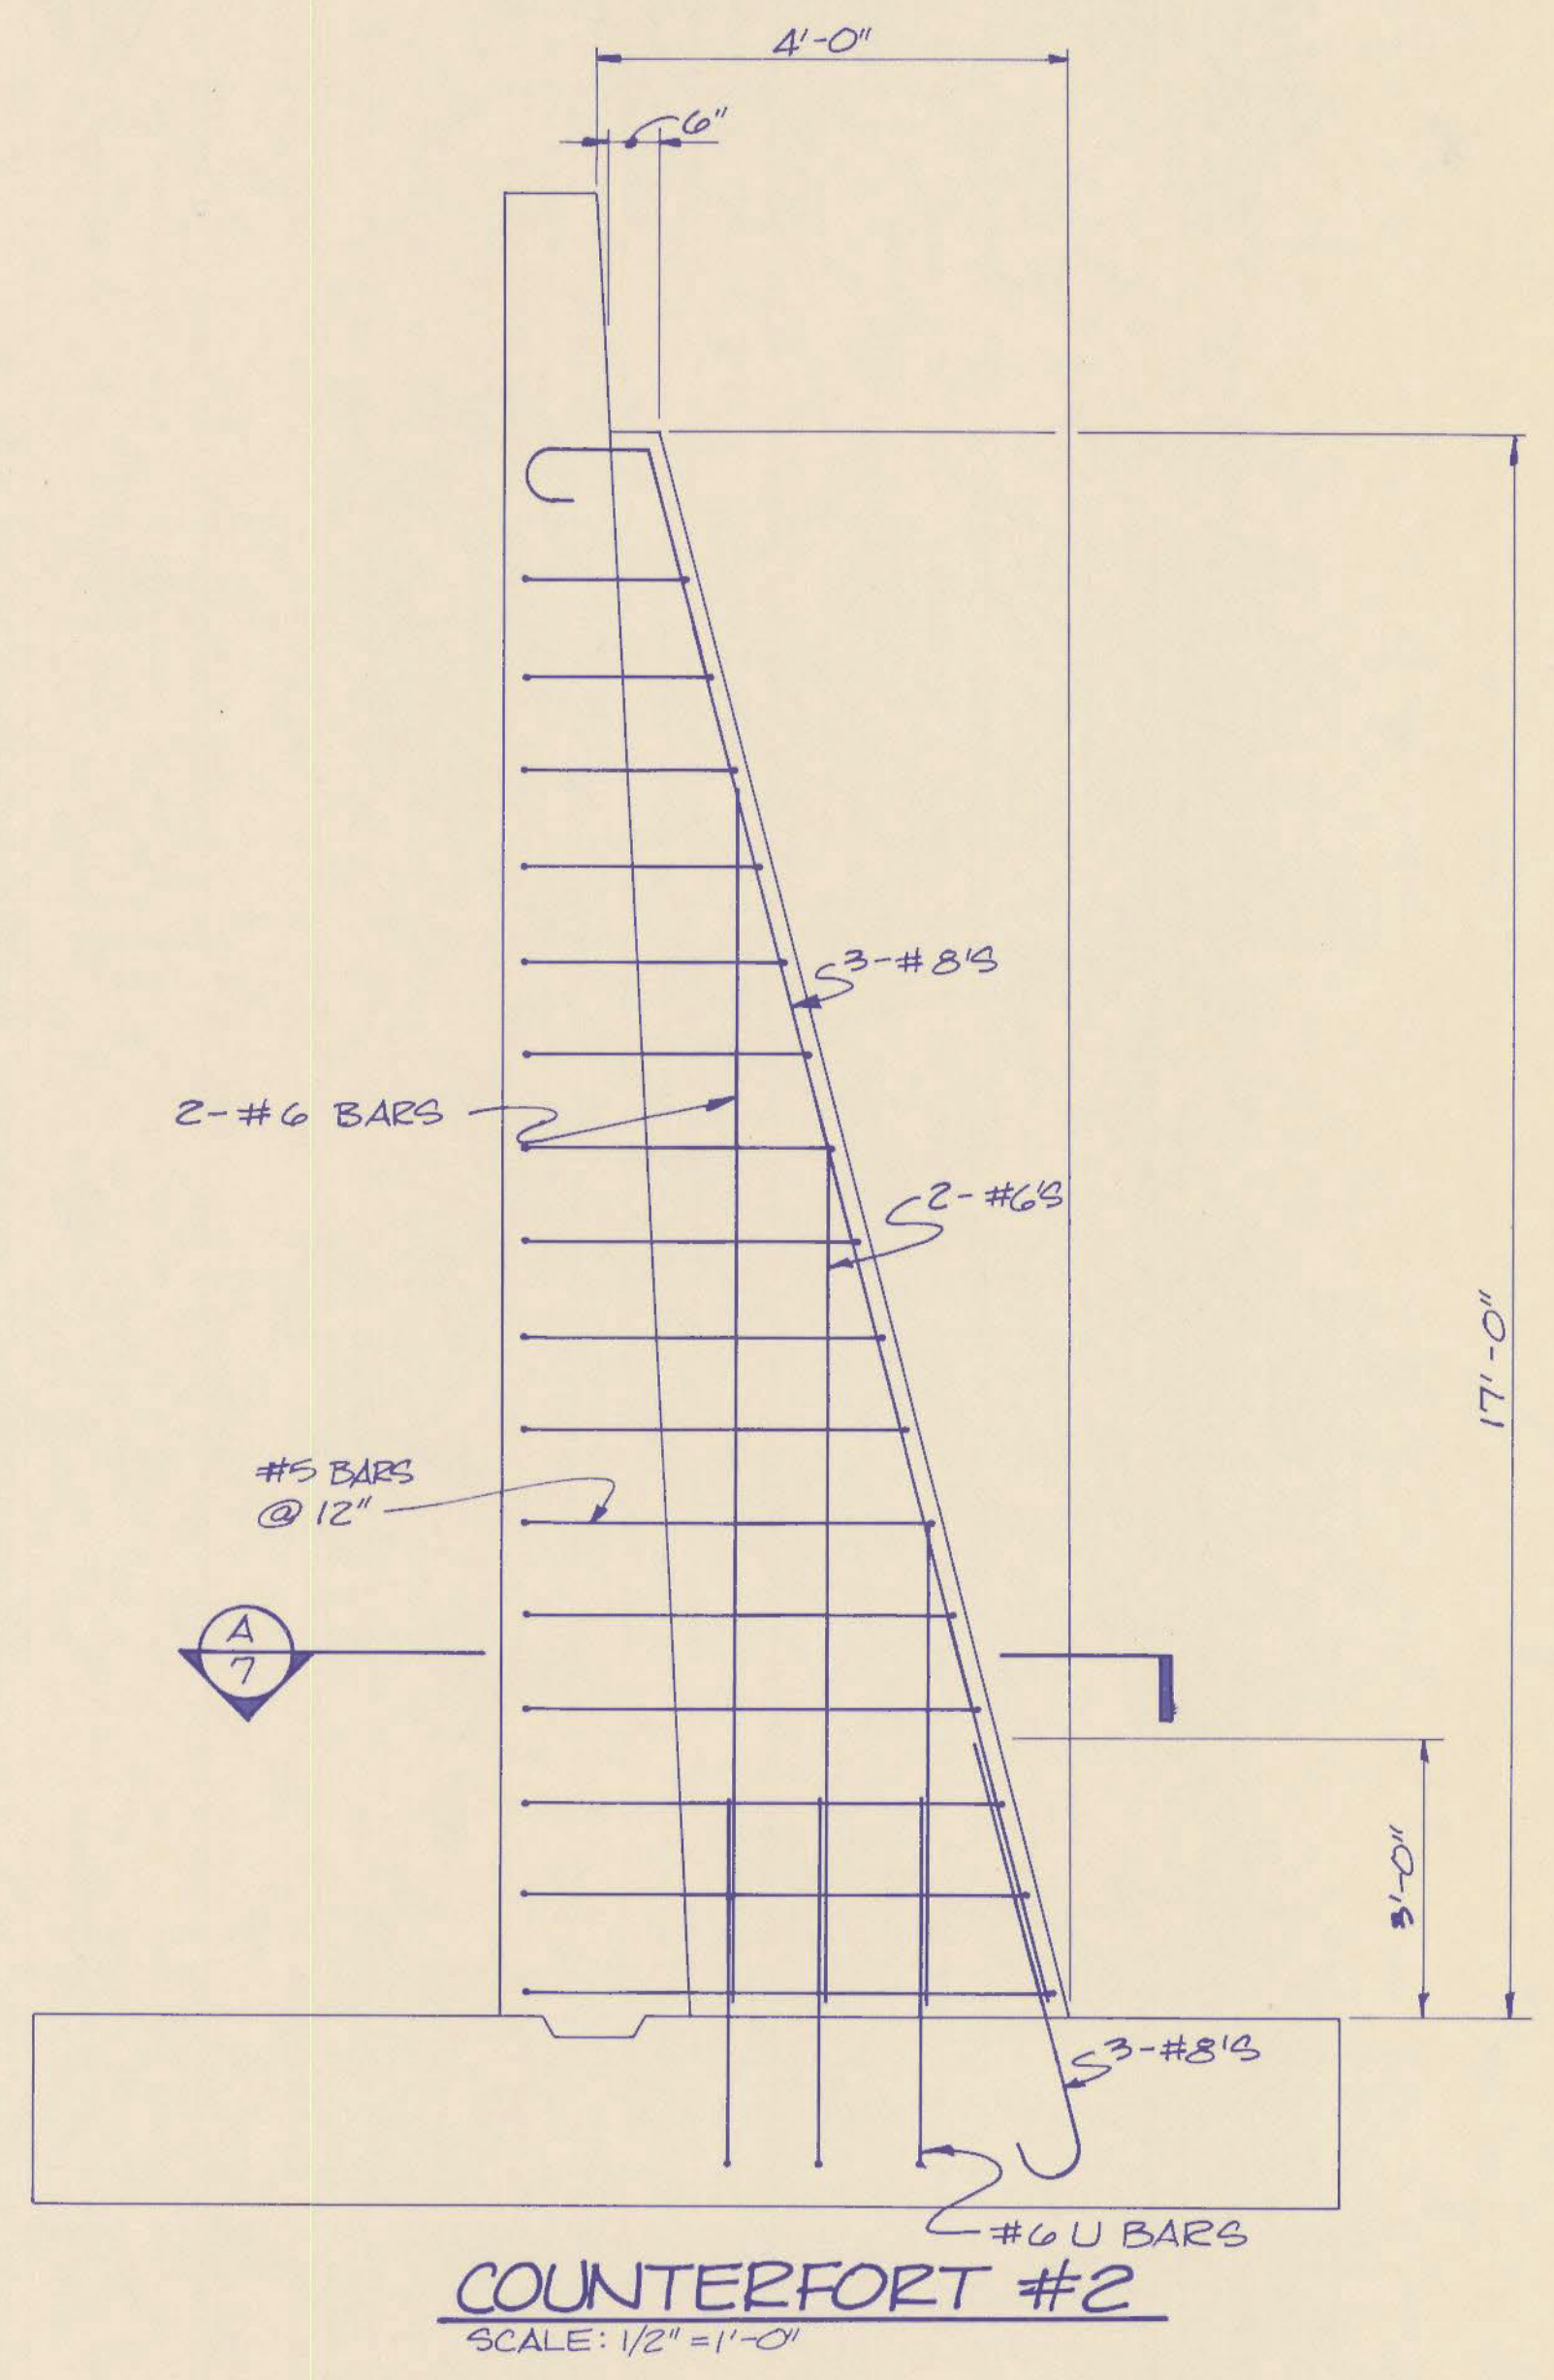 4'-0"
6"
3-#8'S
2-#6 BARS
2-#6'S
17'-0"
#5 BARS
@ 12"
A
7
3'-0"
3-#8'S
#6 U BARS
COUNTERFORT #2
SCALE: 1/2" = 1'-0"